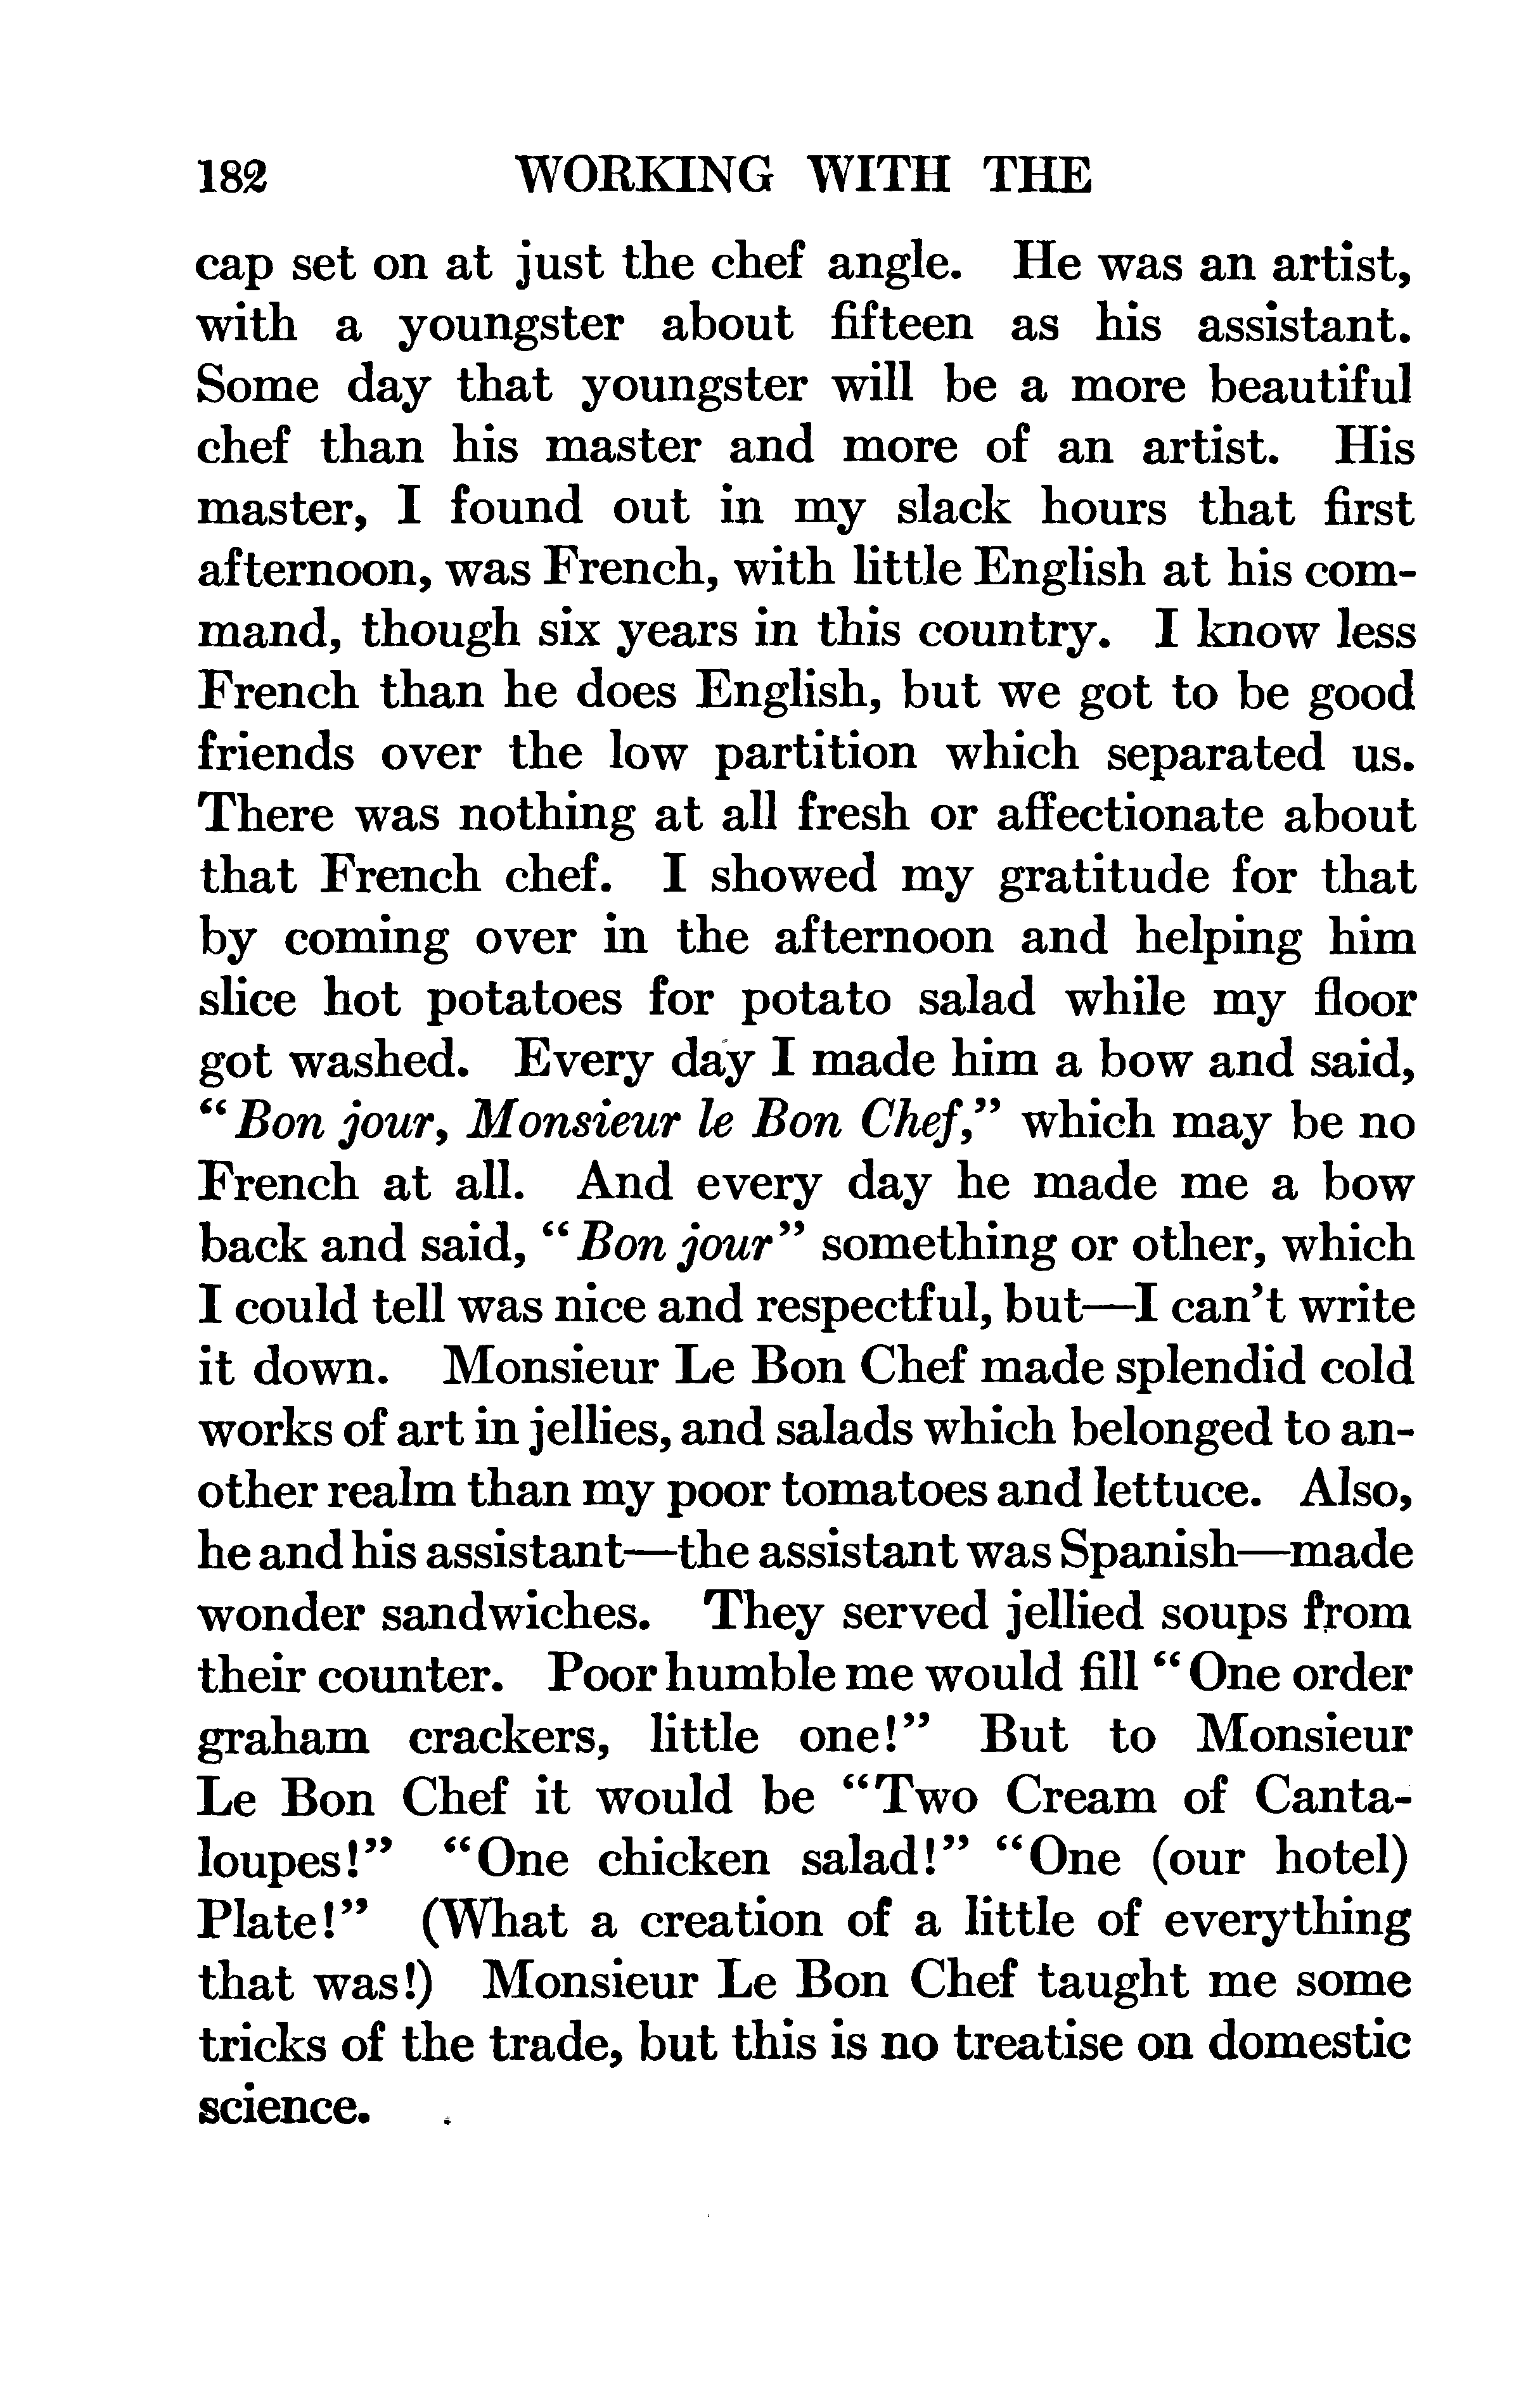 182 WORKING WITH THE
cap set on at just the chef angle. He was an artist,
with a youngster about fifteen as his assistant.
Some day that youngster will be a more beautiful
chef than his master and more of an artist. His
master, I found out in my slack hours that first
afternoon, was French, with little English at his com-
mand, though six years in this country. I know less
French than he does English, but we got to be good
friends over the low partition which separated us.
There was nothing at all fresh or affectionate about
that French chef. I showed my gratitude for that
by coming over in the afternoon and helping him
slice hot potatoes for potato salad while my floor
got washed. Every day I made him a bow and said,
“Bon jour, Monsieur le Bon Chef,” which may be no
French at all. And every day he made me a bow
back and said, “Bon jour” something or other, which
I could tell was nice and respectful, but—I can’t write
it down. Monsieur Le Bon Chef made splendid cold
works of art in jellies, and salads which belonged to an-
other realm than my poor tomatoes and lettuce. Also,
he and his assistant—the assistant was Spanish—made
wonder sandwiches. They served jellied soups from
their counter. Poor humble me would fill “One order
graham crackers, little one!” But to Monsieur
Le Bon Chef it would be “Two Cream of Canta-
loupes!” “One chicken salad!” “One (our hotel)
Plate!” (What a creation of a little of everything
that was!) Monsieur Le Bon Chef taught me some
tricks of the trade, but this is no treatise on domestic
science.